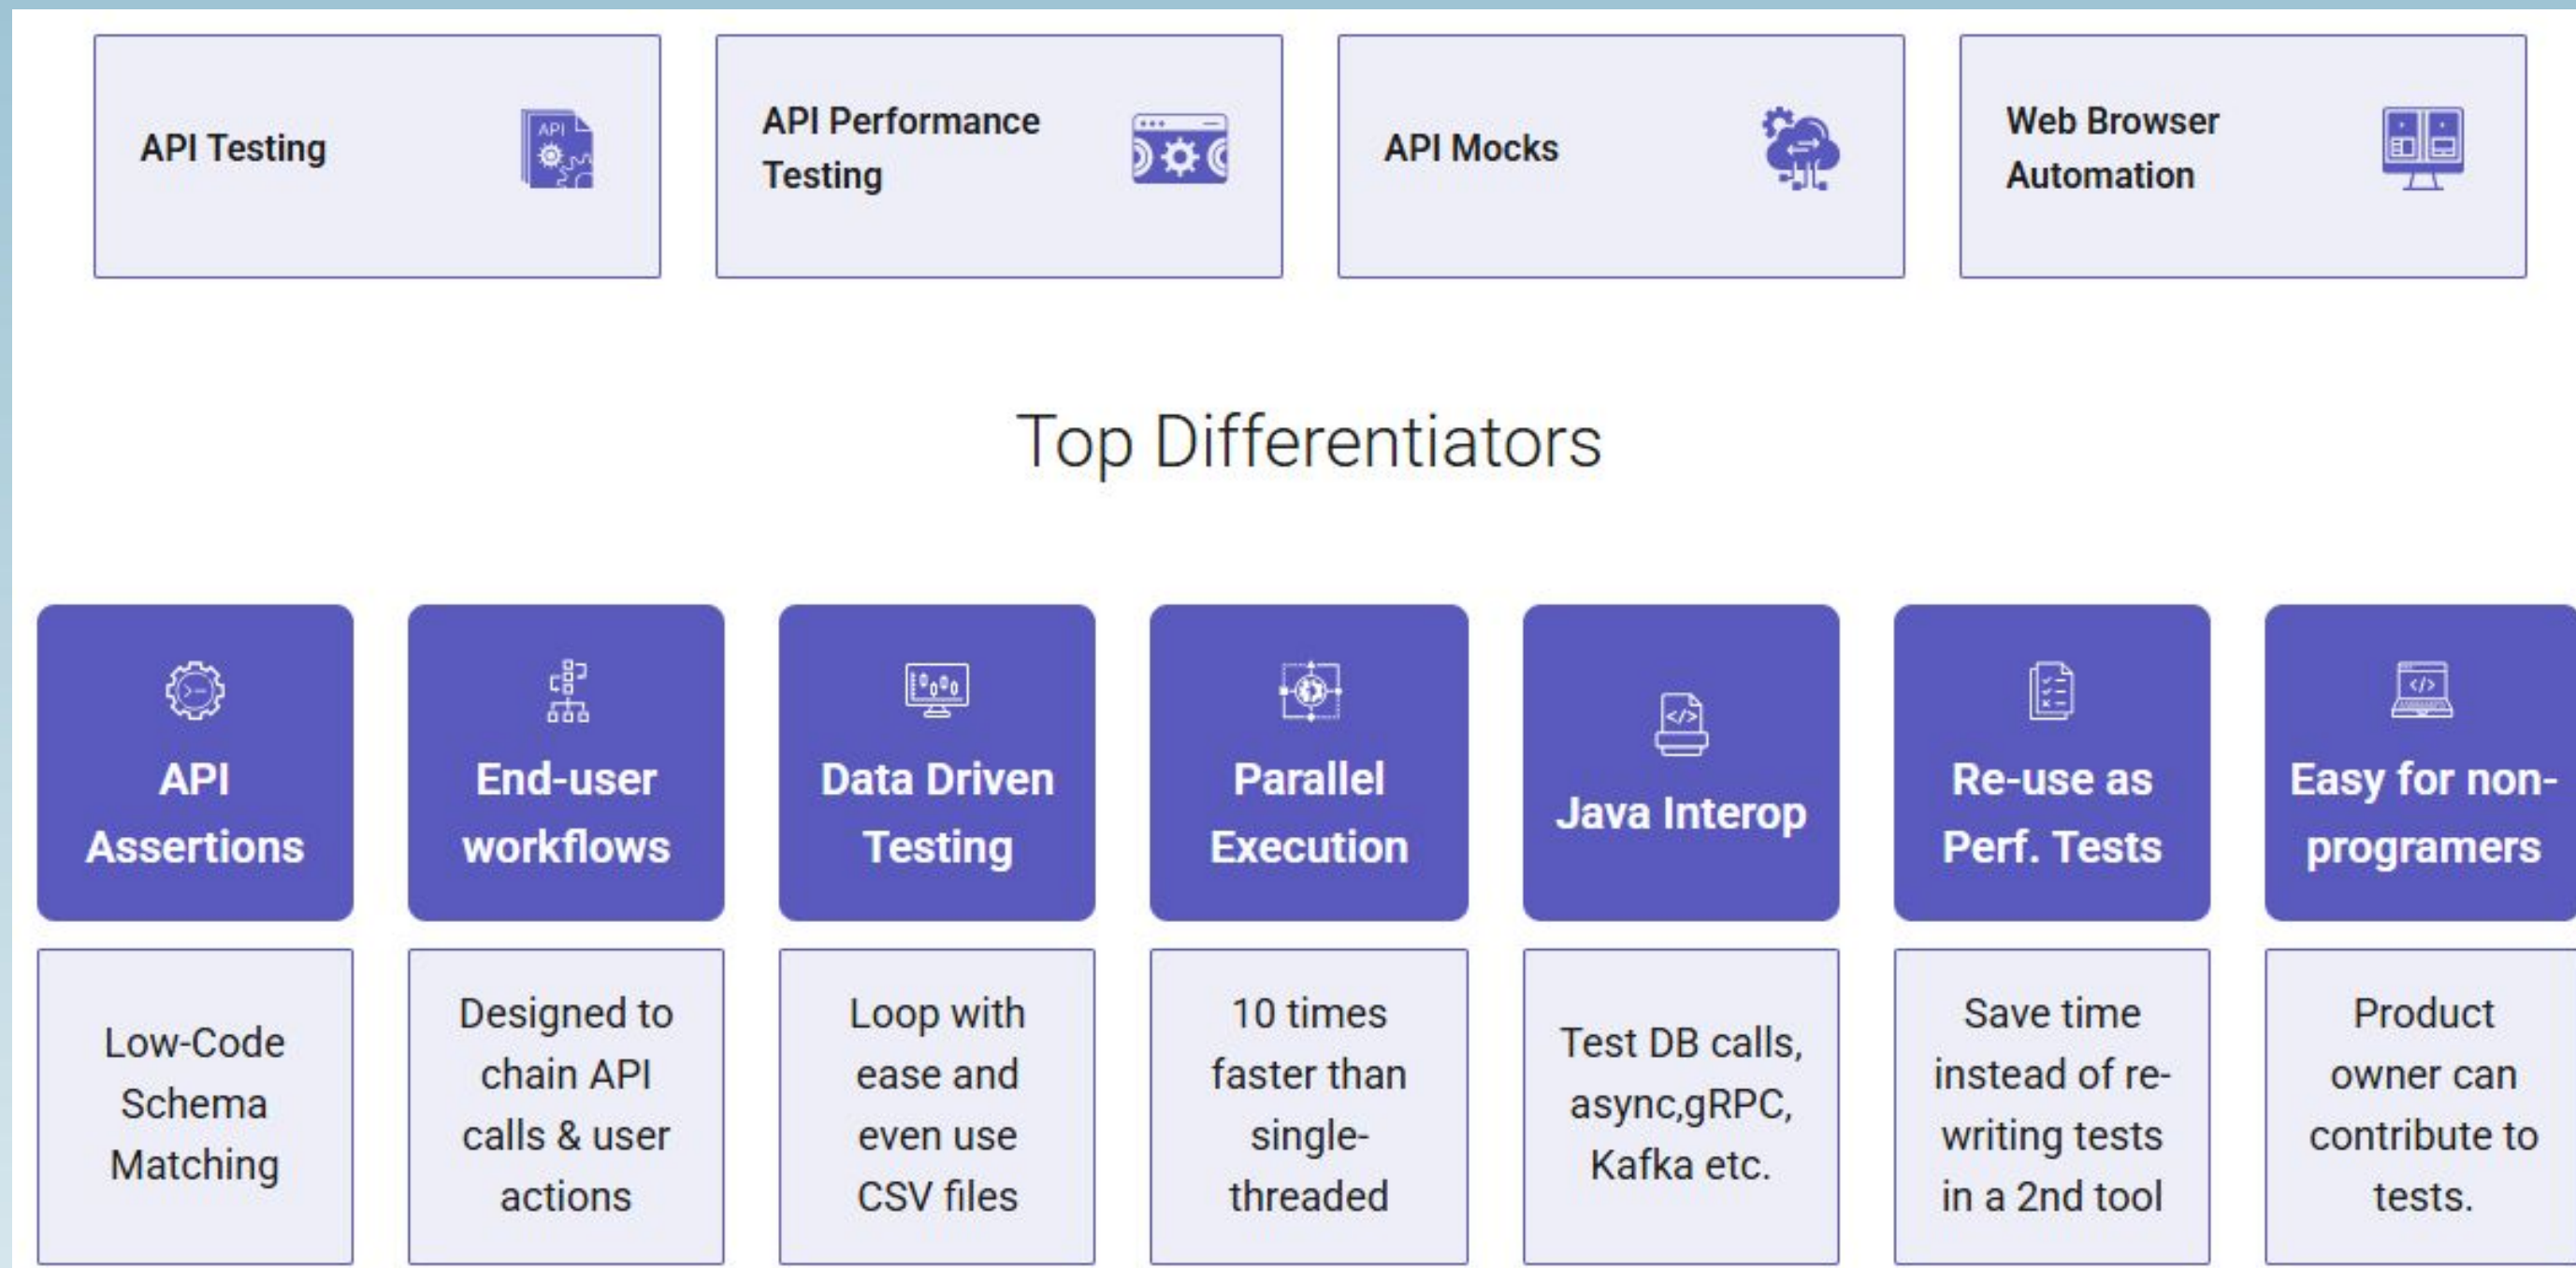 API Testing
API
API Performance
Testing
API Mocks
Web Browser
Automation
Top Differentiators
API
Assertions
End-user
workflows
Data Driven
Testing
Parallel
Execution
</>
Java Interop
Re-use as
Perf. Tests
</>
Easy for non-
programers
Low-Code
Schema
Matching
Designed to
chain API
calls & user
actions
Loop with
ease and
even use
CSV files
10 times
faster than
single-
threaded
Test DB calls,
async,gRPC,
Kafka etc.
Save time
instead of re-
writing tests
in a 2nd tool
Product
owner can
contribute to
tests.